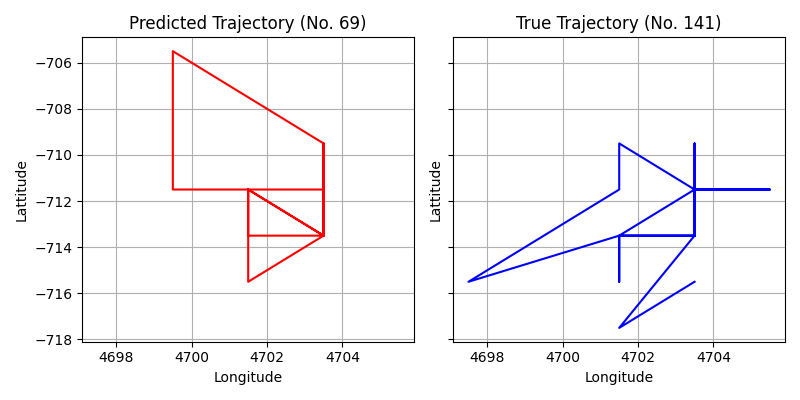 Predicted Trajectory (No. 69)
True Trajectory (No. 141)
−706
−708
−710
−712
−714
−716
−718
Lattitude
Lattitude
4698 4700 4702 4704
4698 4700 4702 4704
Longitude
Longitude